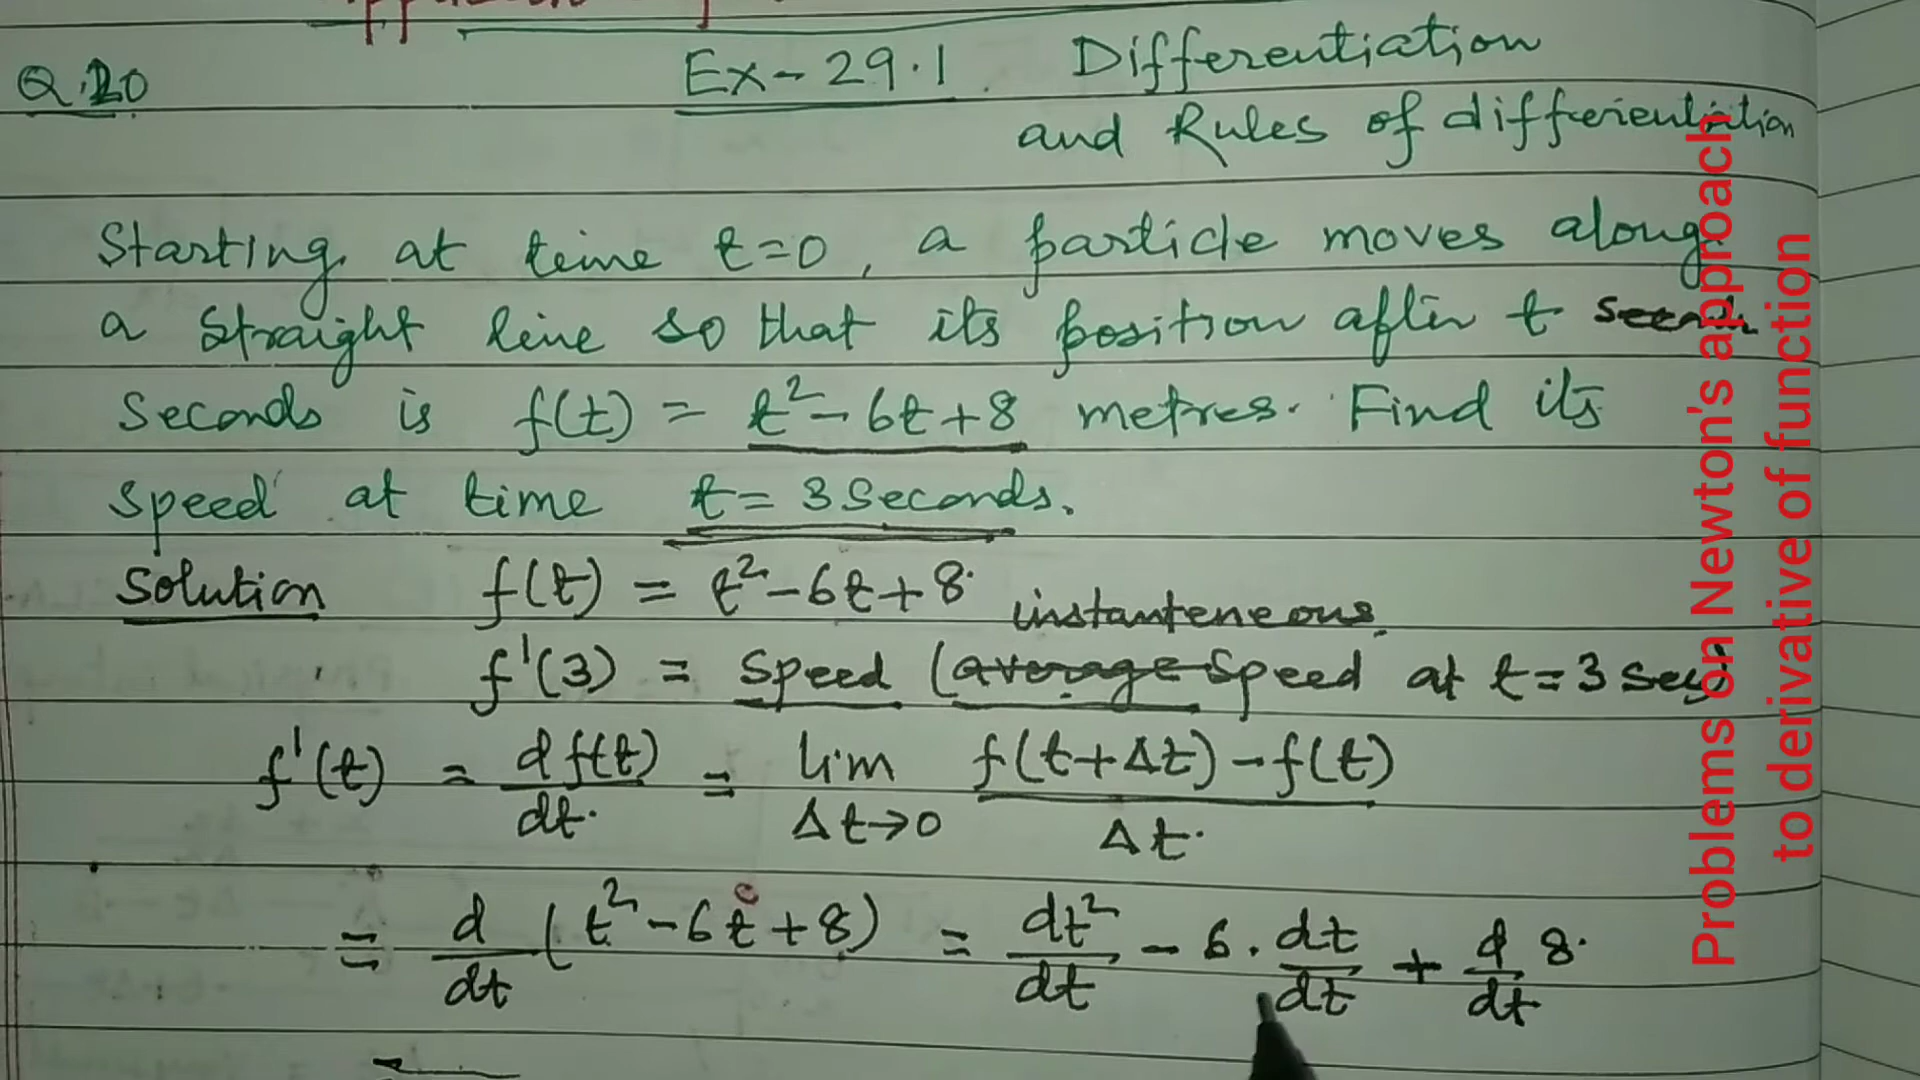 Q.20
Ex-29.1 Differentiation
and Rules of differentiation
Starting at time t=0, a particle moves along
a straight line so that its position after t
Seconds is f(t) = t²-6t+8 metres. Find its
Speed at time t=3 Seconds.
Solution f(t) = t²-6t+8.
instanteneous
f'(3) = Speed (average Speed at t=3 sec)
f'(t) = df(t)/dt = lim Δt→0 f(t+Δt)-f(t)/Δt.
= d/dt (t²-6t+8) = dt²/dt - 6. dt/dt + d/dt 8.
Problems on Newton's approach
to derivative of function